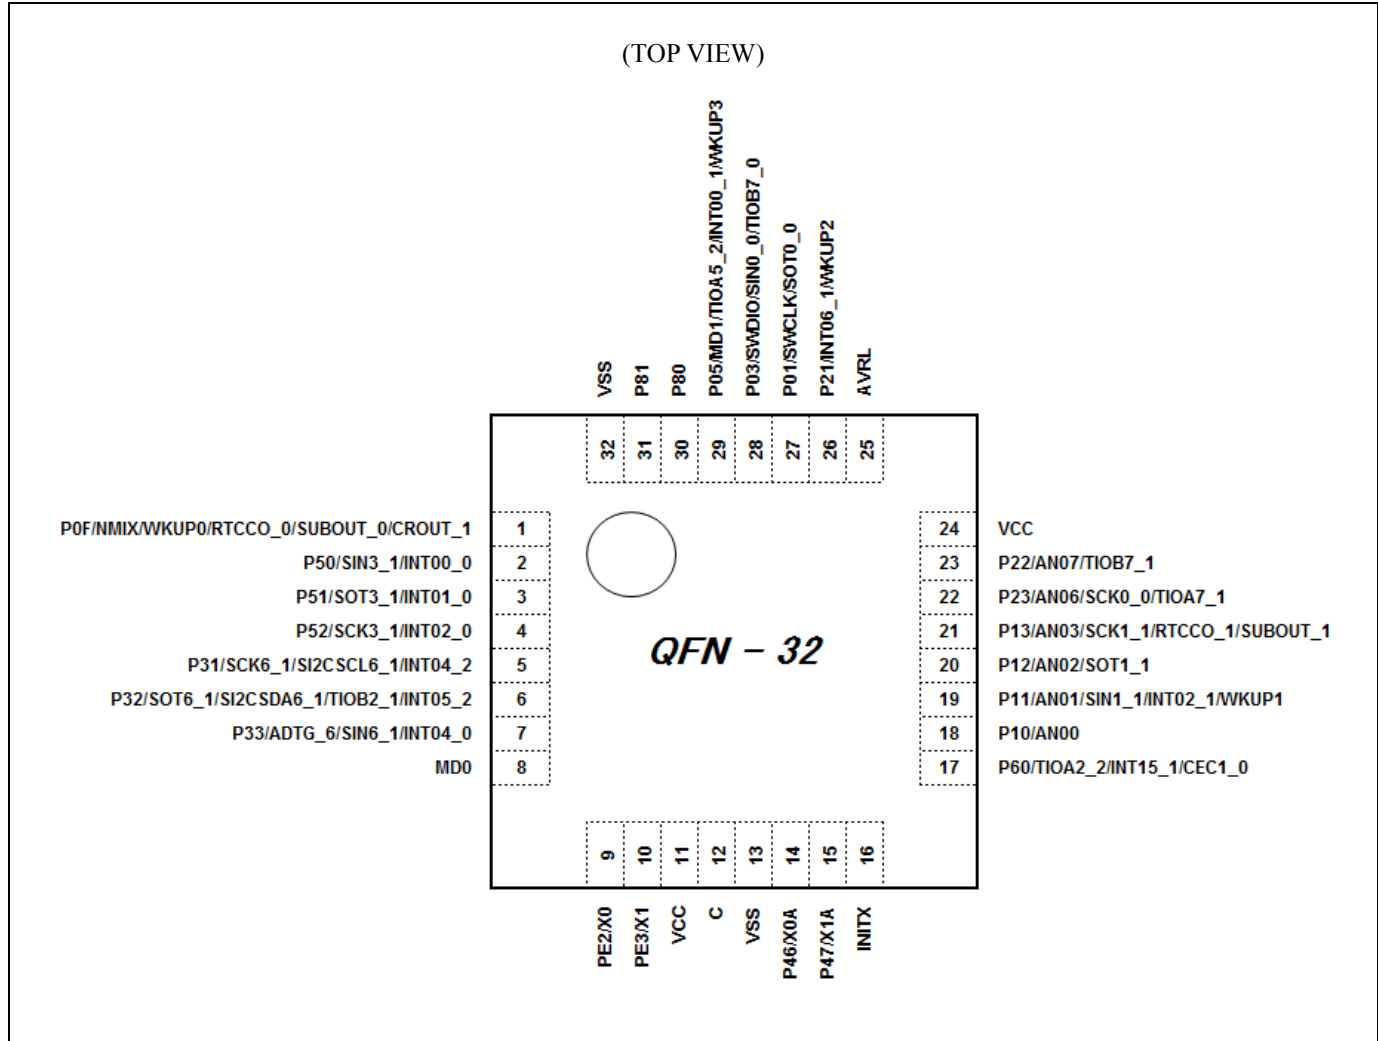 (TOP VIEW)
VSS
P81
P80
P05/MD1/TIOA5_2/INT00_1/WKUP3
P03/SWDIO/SIN0_0/TIOB7_0
P01/SWCLK/SOT0_0
P21/INT06_1/WKUP2
AVRL
32
31
30
29
28
27
26
25
P0F/NMIX/WKUP0/RTCCO_0/SUBOUT_0/CROUT_1 1
P50/SIN3_1/INT00_0 2
P51/SOT3_1/INT01_0 3
P52/SCK3_1/INT02_0 4
P31/SCK6_1/SI2CSCL6_1/INT04_2 5
P32/SOT6_1/SI2CSDA6_1/TIOB2_1/INT05_2 6
P33/ADTG_6/SIN6_1/INT04_0 7
MD0 8
QFN - 32
24 VCC
23 P22/AN07/TIOB7_1
22 P23/AN06/SCK0_0/TIOA7_1
21 P13/AN03/SCK1_1/RTCCO_1/SUBOUT_1
20 P12/AN02/SOT1_1
19 P11/AN01/SIN1_1/INT02_1/WKUP1
18 P10/AN00
17 P60/TIOA2_2/INT15_1/CEC1_0
9
10
11
12
13
14
15
16
PE2/X0
PE3/X1
VCC
C
VSS
P46/X0A
P47/X1A
INITX